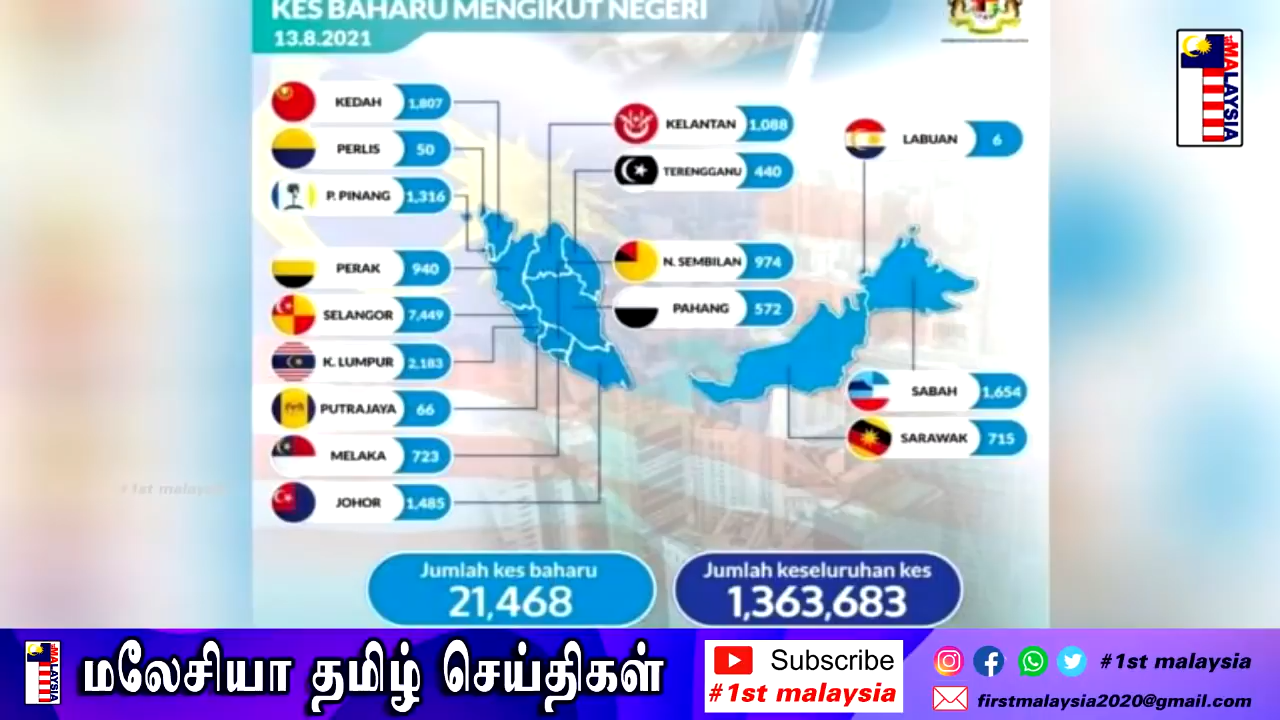 KES BAHARU MENGIKUT NEGERI
13.8.2021
KEDAH 1,807
PERLIS 50
P. PINANG 1,316
PERAK 940
SELANGOR 7,449
K. LUMPUR 2,183
PUTRAJAYA 66
MELAKA 723
JOHOR 1,485
KELANTAN 1,088
TERENGGANU 440
N. SEMBILAN 974
PAHANG 572
LABUAN 6
SABAH 1,654
SARAWAK 715
Jumlah kes baharu
21,468
Jumlah keseluruhan kes
1,363,683
1st MALAYSIA
#1st malaysia
மலேசியா தமிழ் செய்திகள்
Subscribe
#1st malaysia
#1st malaysia
firstmalaysia2020@gmail.com